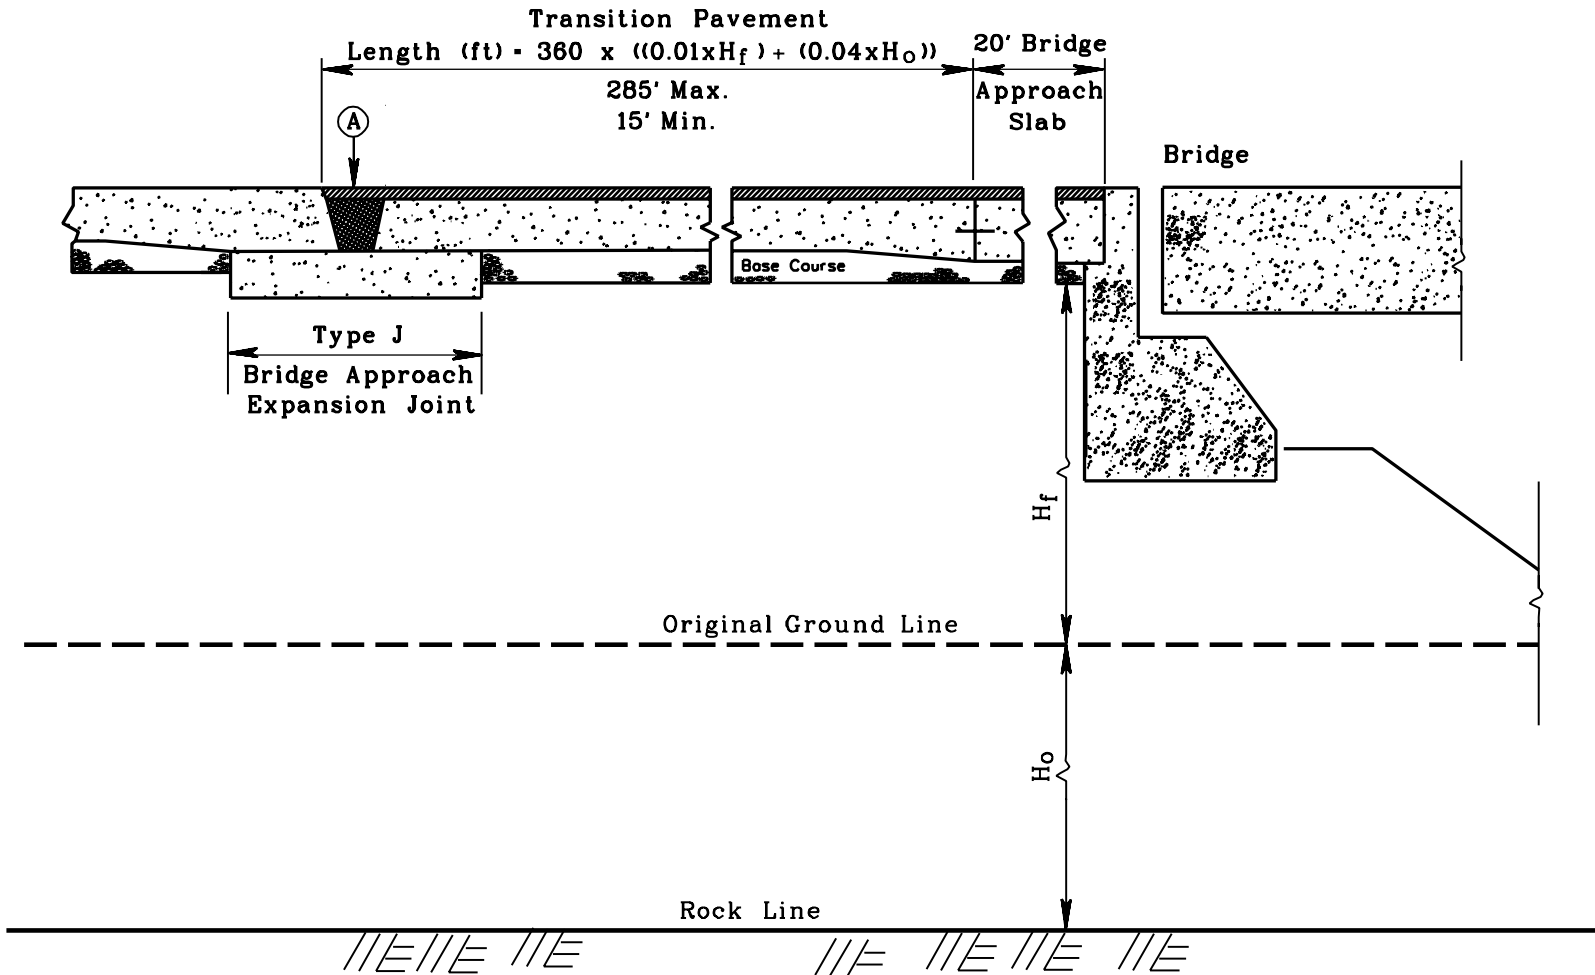 Transition Pavement
Length (ft) = 360 x ((0.01xHf ) + (0.04xHo))
285' Max.
15' Min.
20' Bridge
Approach
Slab
A
Bridge
Base Course
Type J
Bridge Approach
Expansion Joint
Hf
Original Ground Line
Ho
Rock Line